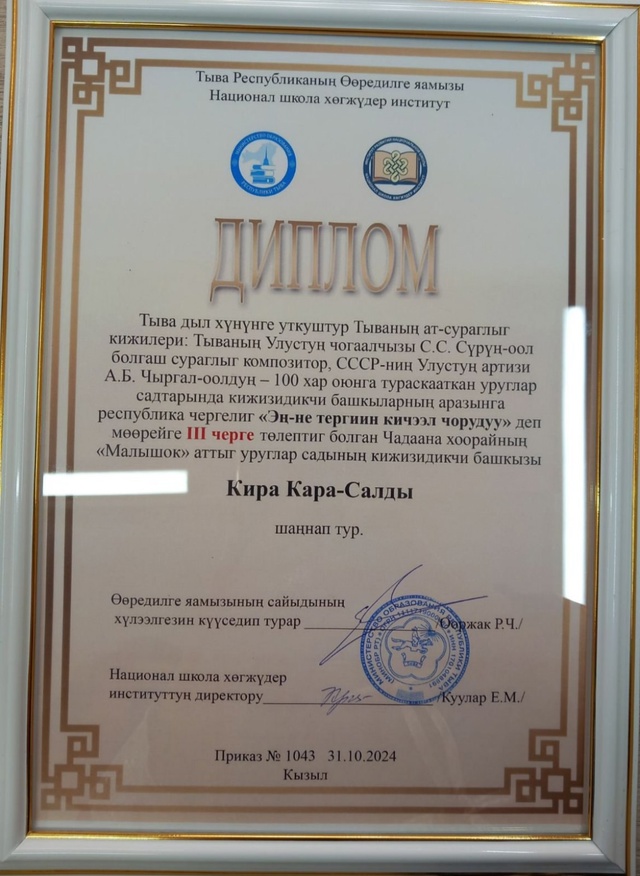 Тыва Республиканың Өөредилге яамызы
Национал школа хөгжүдер институт
ДИПЛОМ
Тыва дыл хүнүнге уткуштур Тываның ат-сураглыг
кижилери: Тываның Улустуң чогаалчызы С.С. Сүрүң-оол
болгаш сураглыг композитор, СССР-ниң Улустуң артизи
А.Б. Чыргал-оолдуң – 100 хар оюнга тураскааткан уруглар
садтарында кижизидикчи башкыларның аразынга
республика чергелиг «Эң-не тергиин кичээл чорудуу» деп
мөөрейге III черге төлептиг болган Чадаана хоорайның
«Малышок» аттыг уруглар садының кижизидикчи башкызы
Кира Кара-Салды
шаңнап тур.
Өөредилге яамызының сайыдының
хүлээлгезин күүседип турар /Ооржак Р.Ч./
Национал школа хөгжүдер
институттуң директору /Куулар Е.М./
Приказ № 1043 31.10.2024
Кызыл